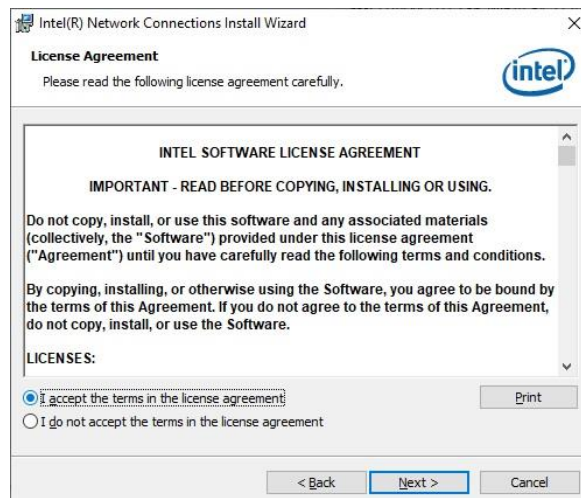 Intel(R) Network Connections Install Wizard
License Agreement
Please read the following license agreement carefully.
intel
INTEL SOFTWARE LICENSE AGREEMENT
IMPORTANT - READ BEFORE COPYING, INSTALLING OR USING.
Do not copy, install, or use this software and any associated materials
(collectively, the "Software") provided under this license agreement
("Agreement") until you have carefully read the following terms and conditions.
By copying, installing, or otherwise using the Software, you agree to be bound by
the terms of this Agreement. If you do not agree to the terms of this Agreement,
do not copy, install, or use the Software.
LICENSES:
I accept the terms in the license agreement
Print
I do not accept the terms in the license agreement
< Back
Next >
Cancel